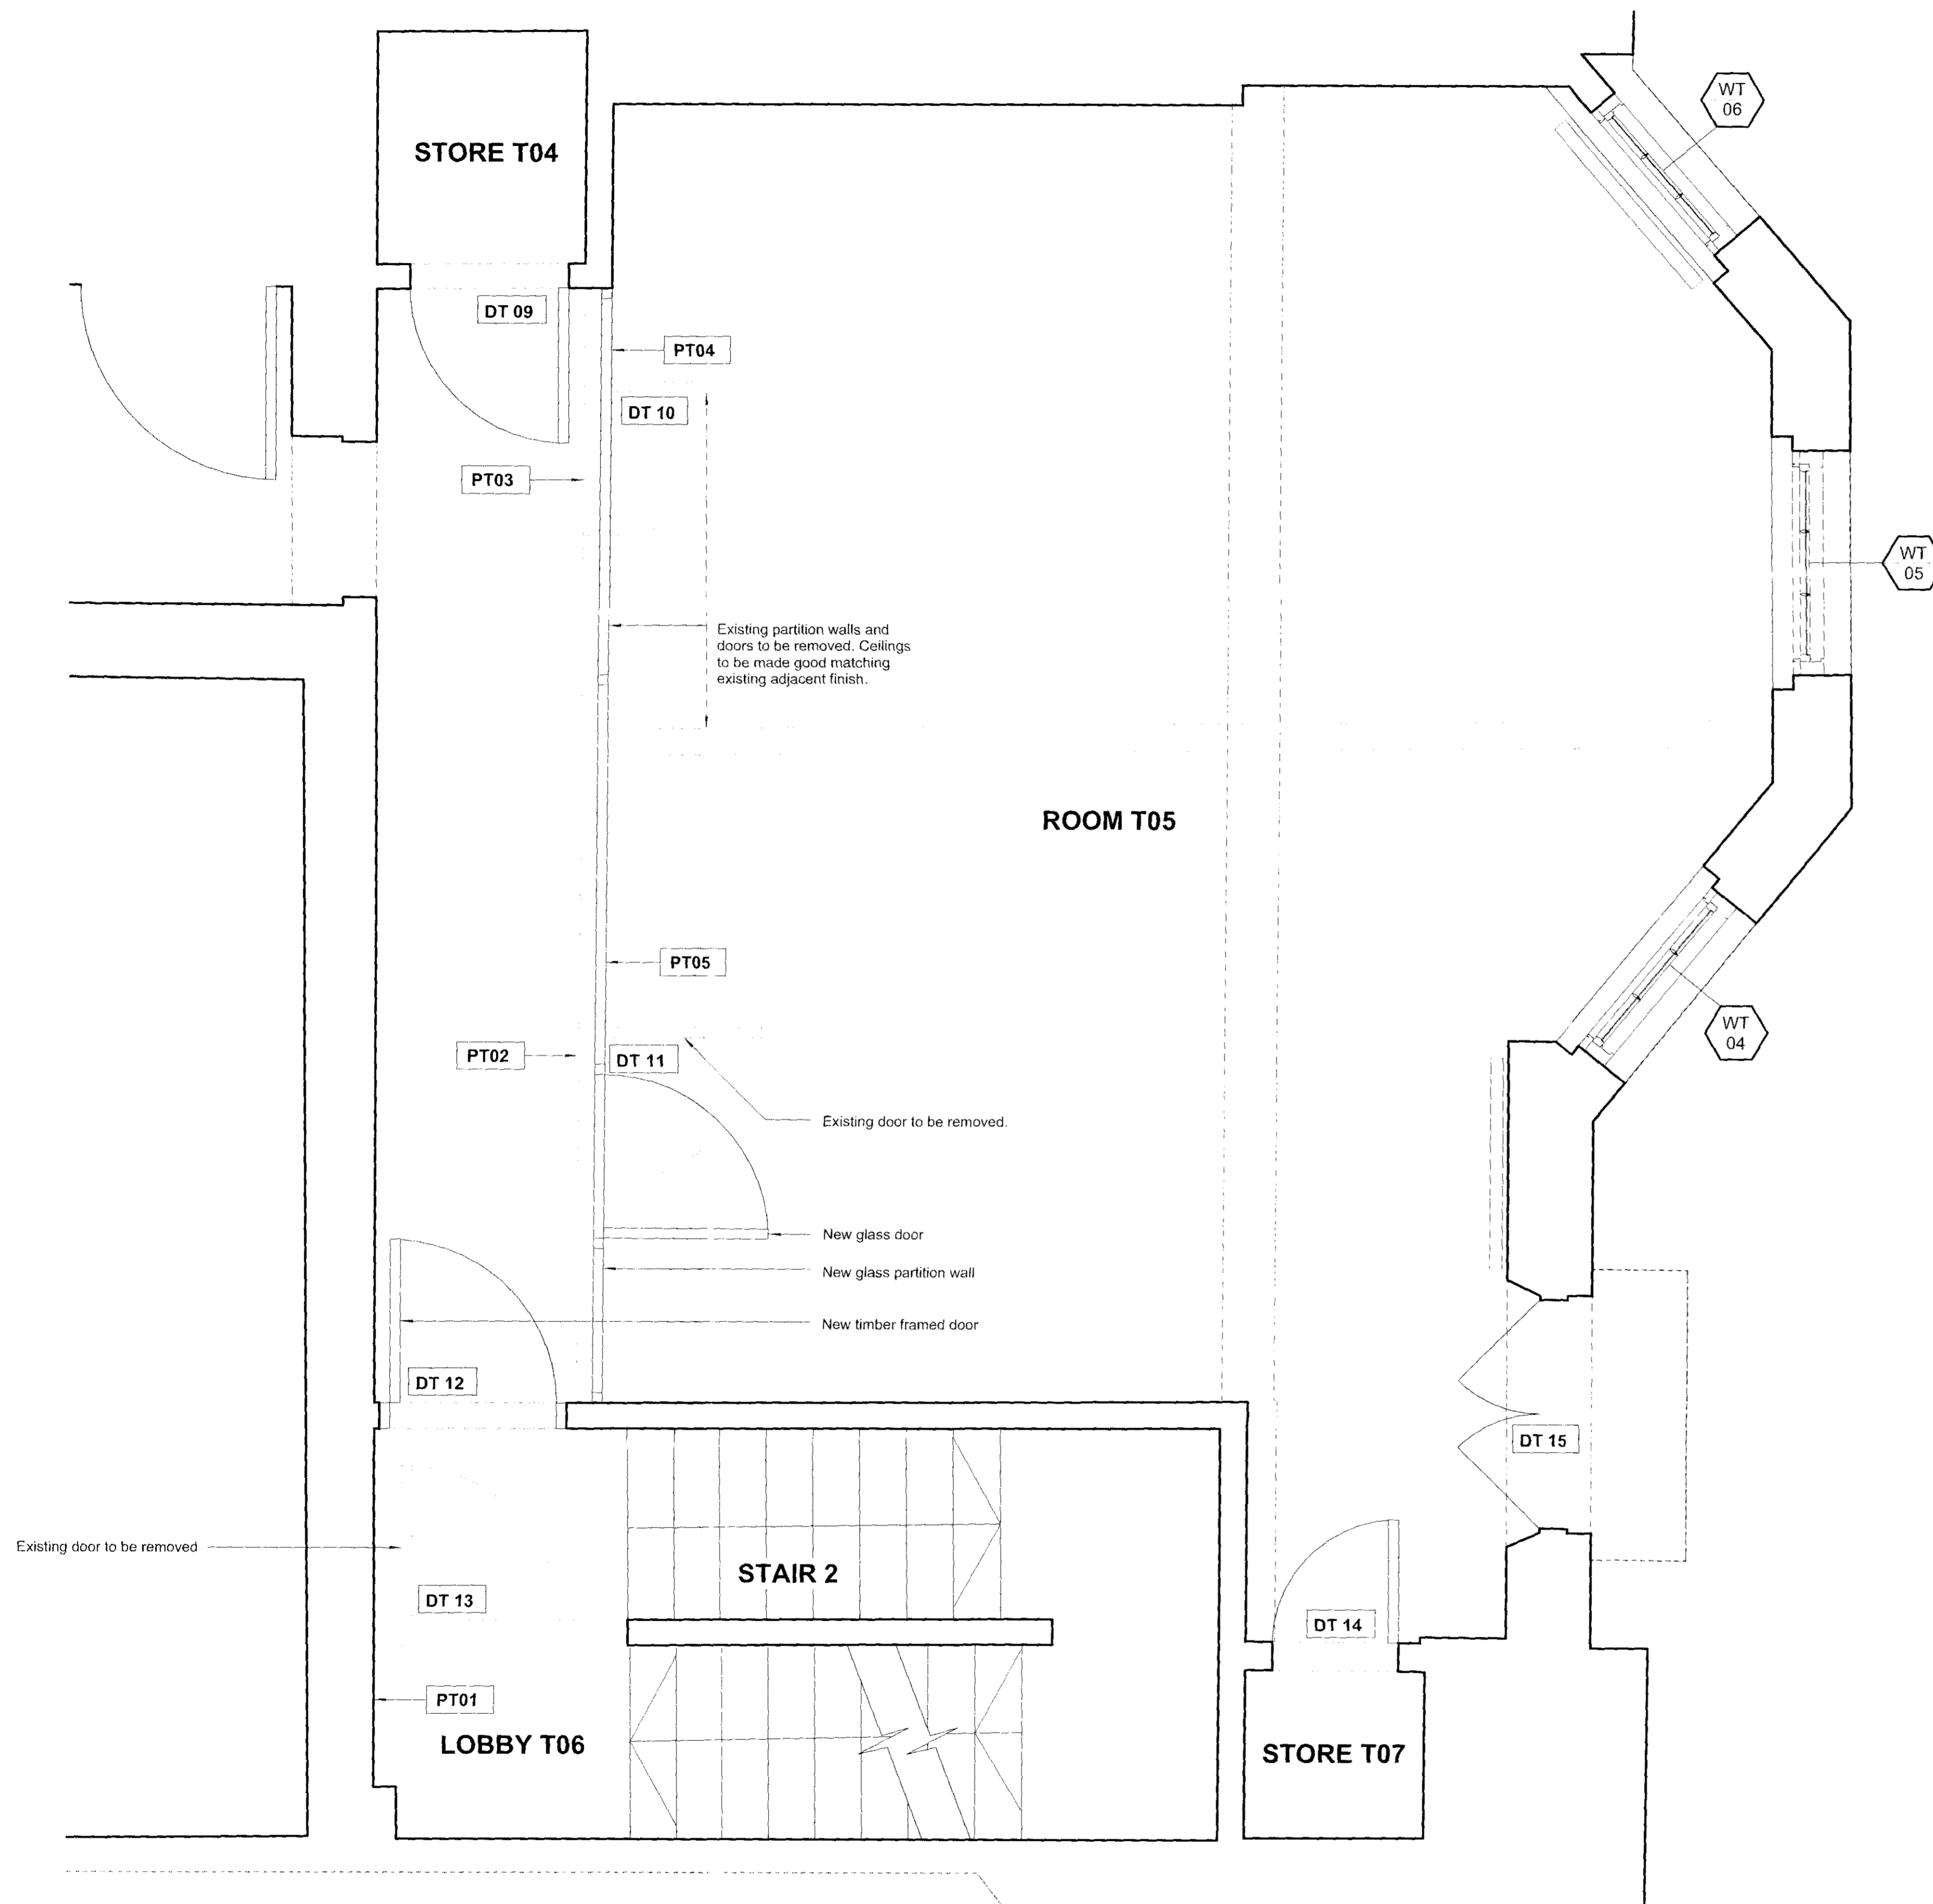 WT
06
STORE T04
DT 09
PT04
DT 10
PT03
WT
05
Existing partition walls and
doors to be removed. Ceilings
to be made good matching
existing adjacent finish.
ROOM T05
PT05
WT
04
PT02
DT 11
Existing door to be removed.
New glass door
New glass partition wall
New timber framed door
DT 12
DT 15
Existing door to be removed
STAIR 2
DT 13
DT 14
PT01
LOBBY T06
STORE T07